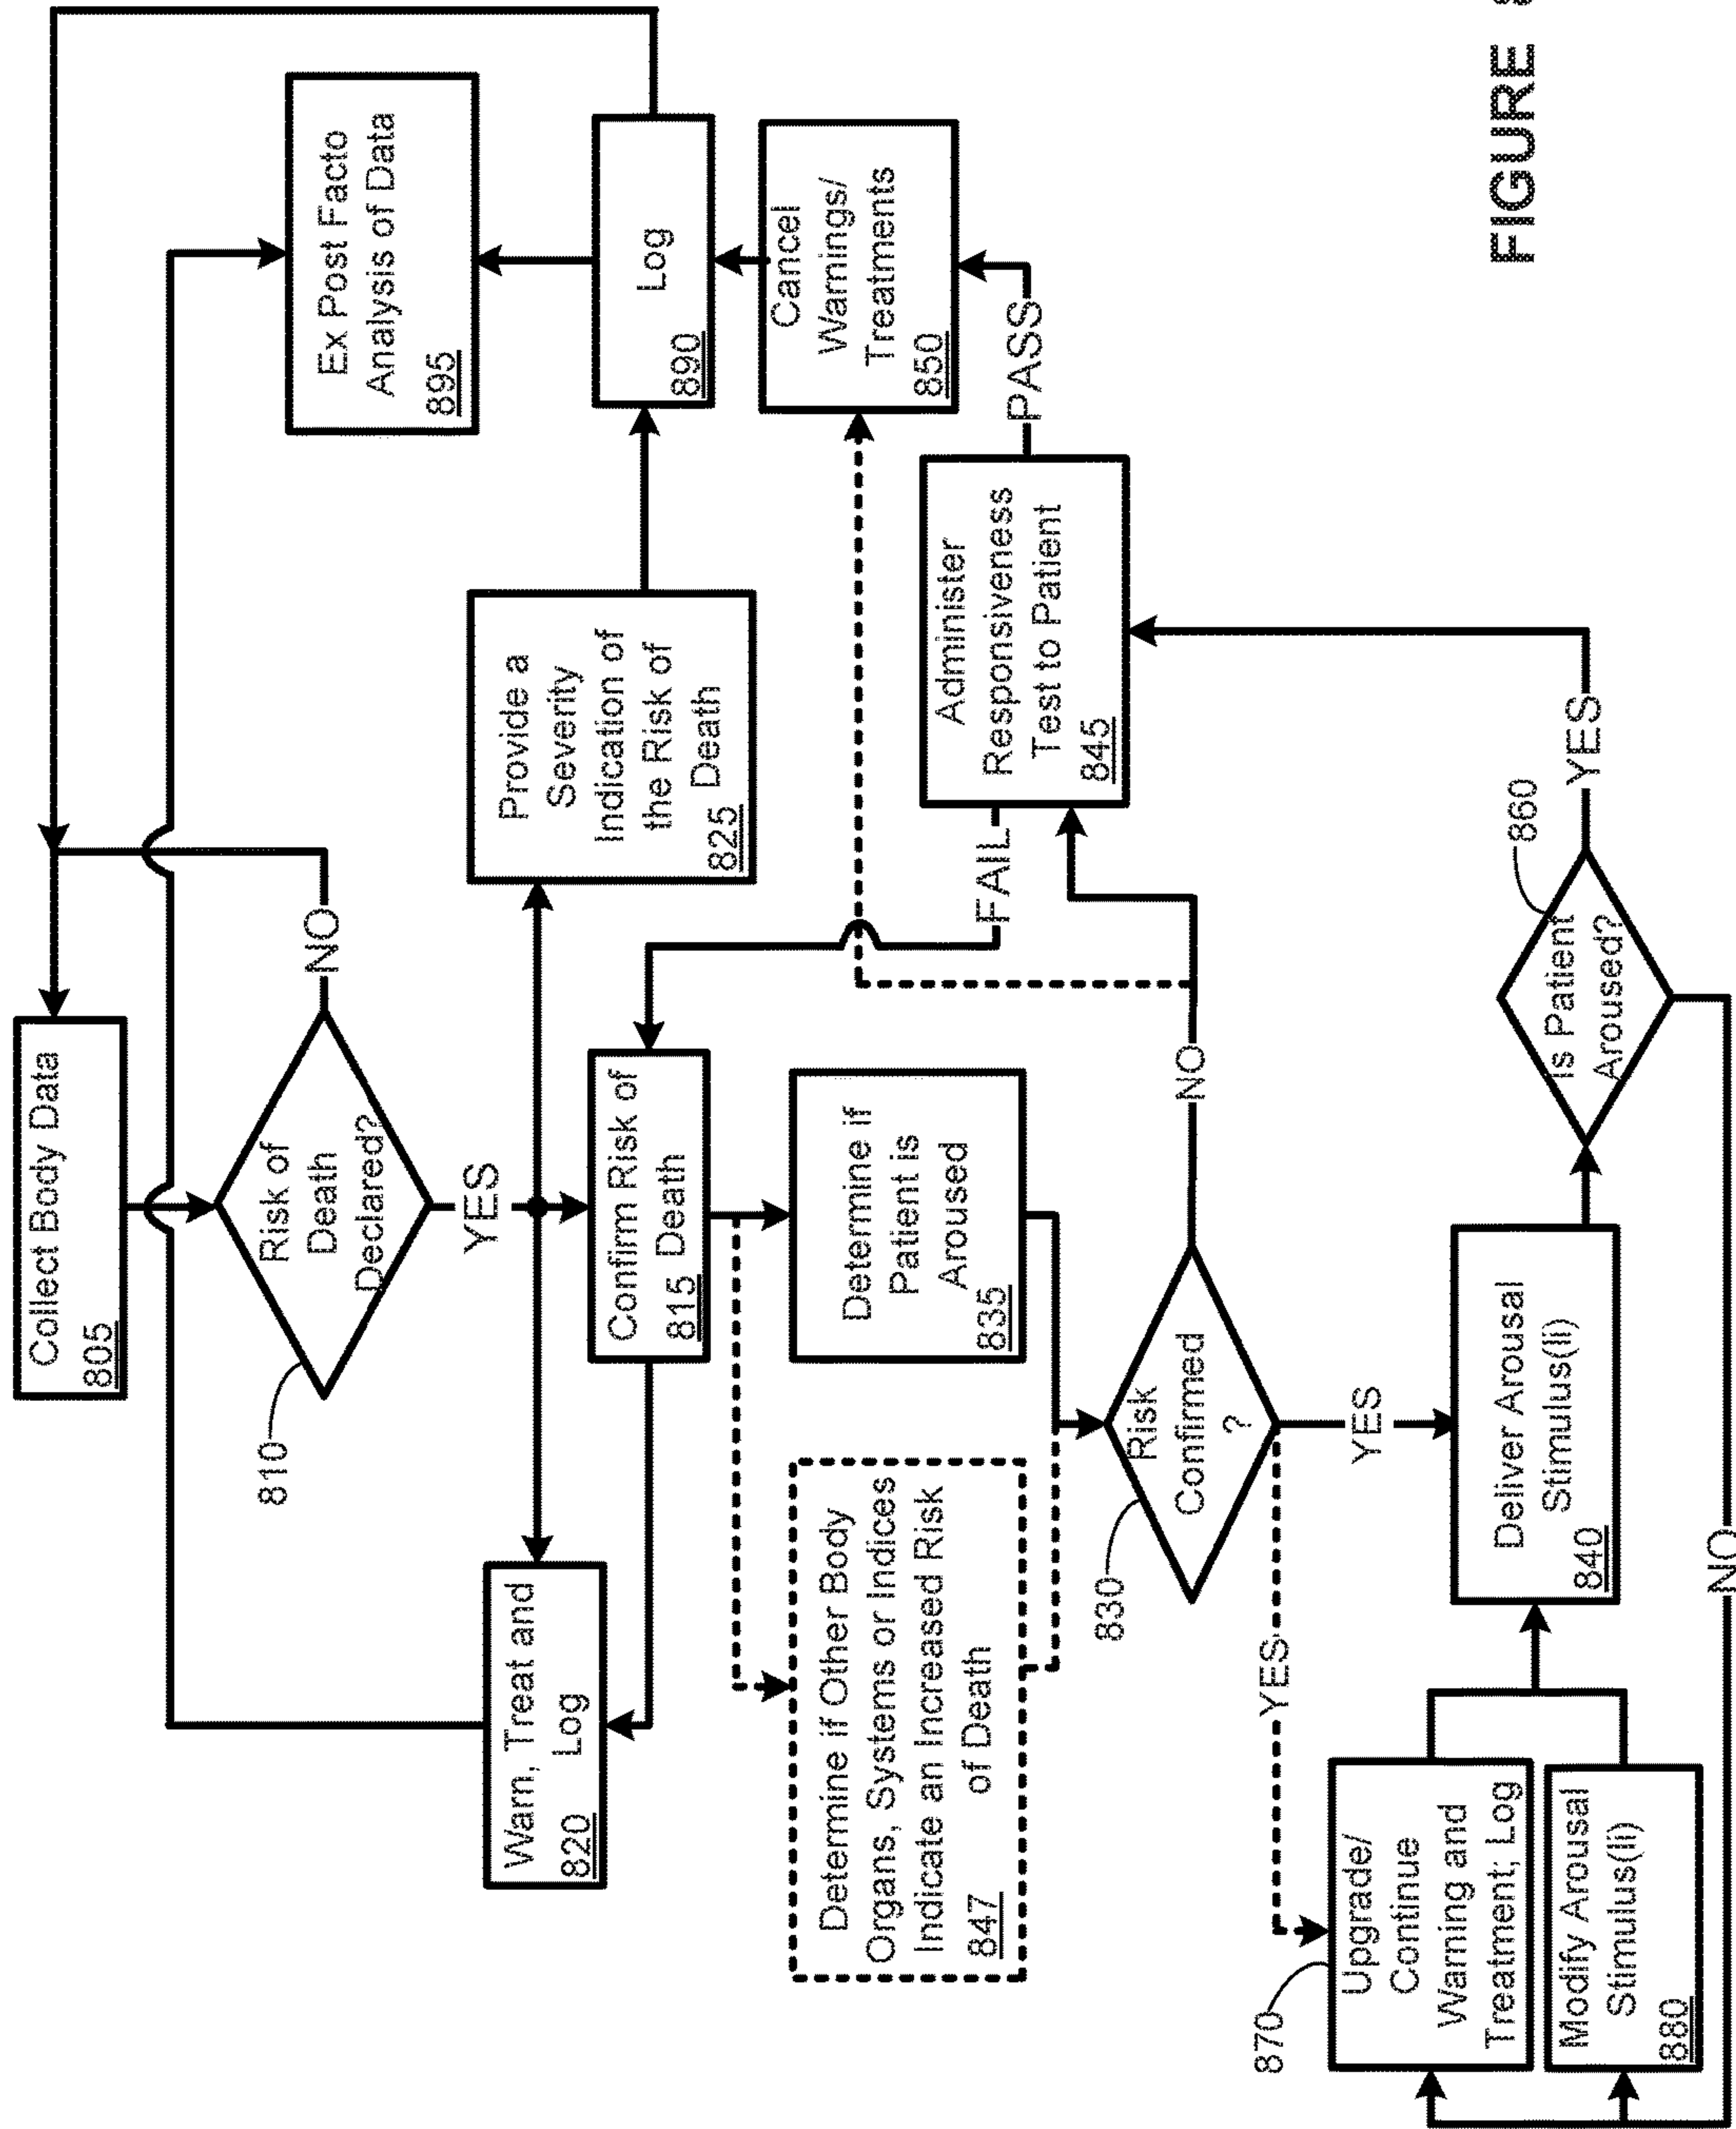 Collect Body Data
805
Risk of
Death
Declared?
810
NO
YES
Ex Post Facto
Analysis of Data
895
Warn, Treat and
Log
820
Provide a
Severity
Indication of
the Risk of
Death
825
Confirm Risk of
Death
815
Log
890
Determine if Other Body
Organs, Systems or Indices
Indicate an Increased Risk
of Death
847
Determine if
Patient is
Aroused
835
Cancel
Warnings/
Treatments
850
FAIL
PASS
Administer
Responsiveness
Test to Patient
845
830
Risk
Confirmed
?
NO
YES
YES
870
Upgrade/
Continue
Warning and
Treatment; Log
Modify Arousal
Stimulus(li)
880
Deliver Arousal
Stimulus(li)
840
860
Is Patient
Aroused?
YES
NO
FIGURE